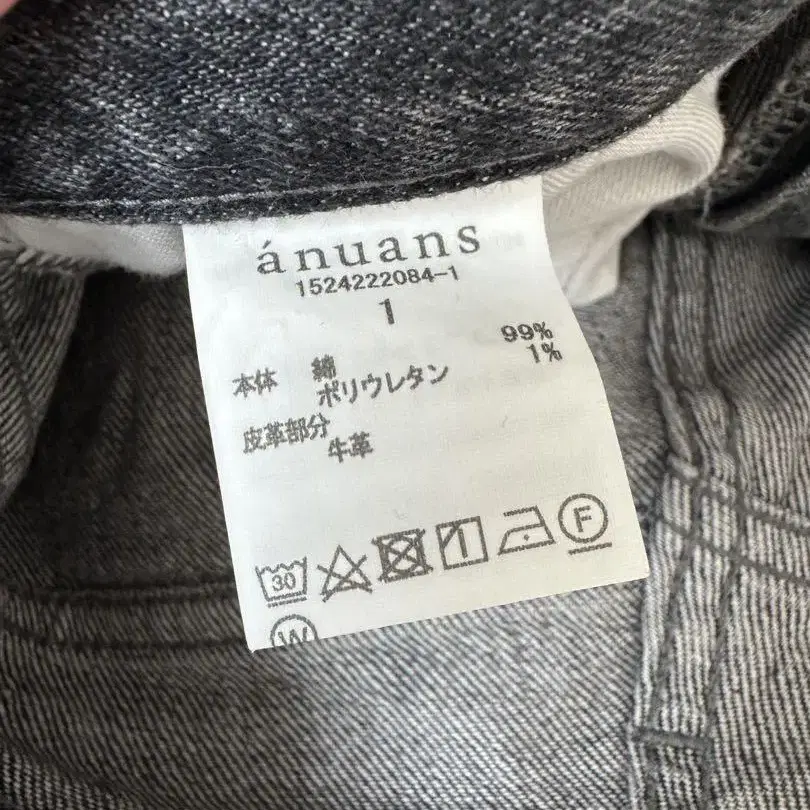 ánuans
1524222084-1
1
本体 綿 99%
ポリウレタン 1%
皮革部分
牛革
30
F
W